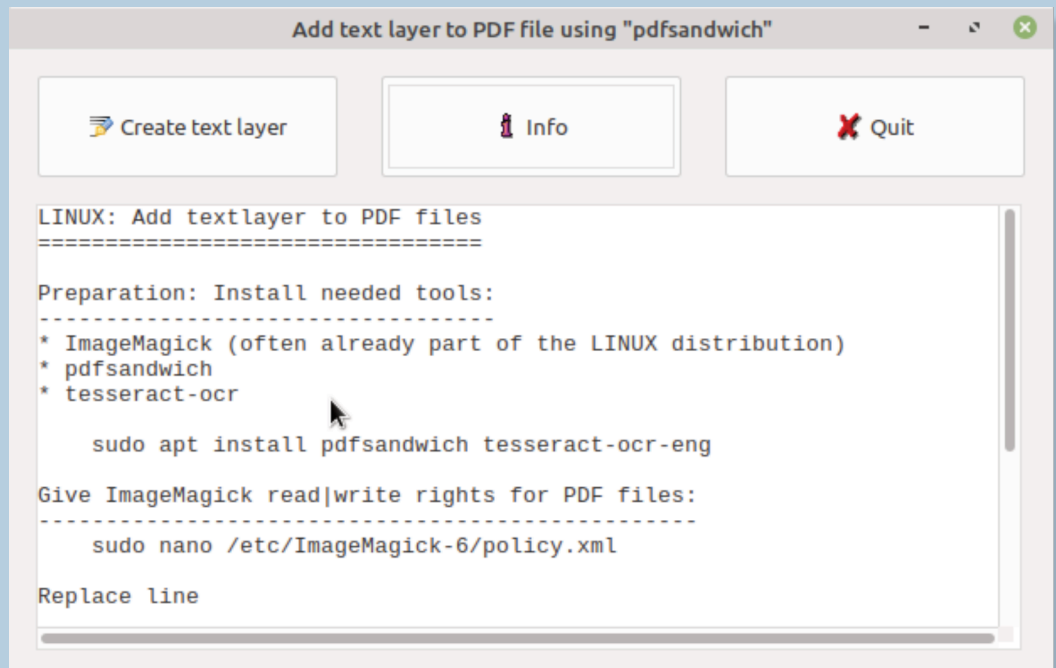 Add text layer to PDF file using "pdfsandwich"
Create text layer
Info
Quit
LINUX: Add textlayer to PDF files
=================================
Preparation: Install needed tools:
----------------------------------
* ImageMagick (often already part of the LINUX distribution)
* pdfsandwich
* tesseract-ocr
sudo apt install pdfsandwich tesseract-ocr-eng
Give ImageMagick read|write rights for PDF files:
-------------------------------------------------
sudo nano /etc/ImageMagick-6/policy.xml
Replace line